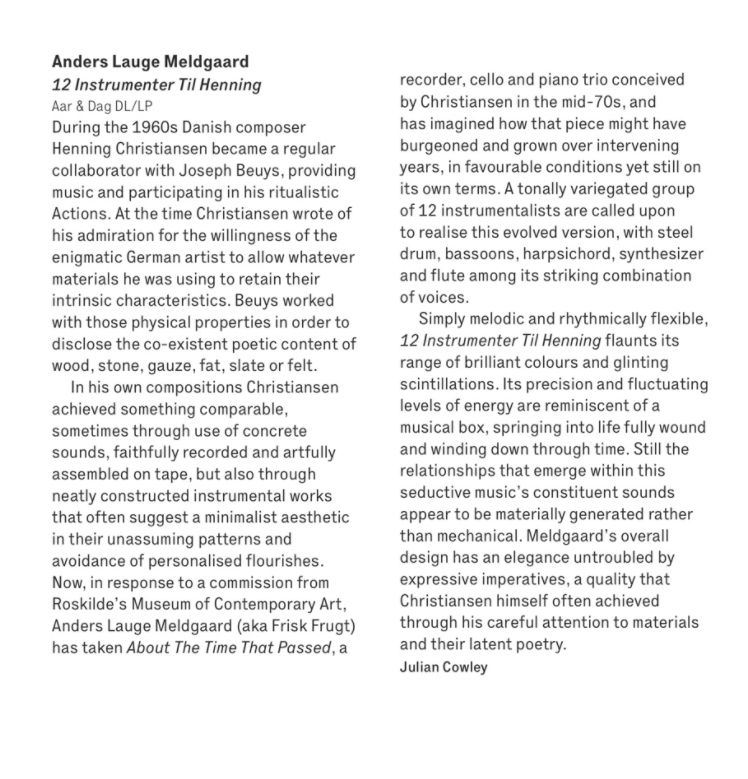 Anders Lauge Meldgaard
12 Instrumenter Til Henning
Aar & Dag DL/LP
During the 1960s Danish composer
Henning Christiansen became a regular
collaborator with Joseph Beuys, providing
music and participating in his ritualistic
Actions. At the time Christiansen wrote of
his admiration for the willingness of the
enigmatic German artist to allow whatever
materials he was using to retain their
intrinsic characteristics. Beuys worked
with those physical properties in order to
disclose the co-existent poetic content of
wood, stone, gauze, fat, slate or felt.
In his own compositions Christiansen
achieved something comparable,
sometimes through use of concrete
sounds, faithfully recorded and artfully
assembled on tape, but also through
neatly constructed instrumental works
that often suggest a minimalist aesthetic
in their unassuming patterns and
avoidance of personalised flourishes.
Now, in response to a commission from
Roskilde's Museum of Contemporary Art,
Anders Lauge Meldgaard (aka Frisk Frugt)
has taken About The Time That Passed, a
recorder, cello and piano trio conceived
by Christiansen in the mid-70s, and
has imagined how that piece might have
burgeoned and grown over intervening
years, in favourable conditions yet still on
its own terms. A tonally variegated group
of 12 instrumentalists are called upon
to realise this evolved version, with steel
drum, bassoons, harpsichord, synthesizer
and flute among its striking combination
of voices.
Simply melodic and rhythmically flexible,
12 Instrumenter Til Henning flaunts its
range of brilliant colours and glinting
scintillations. Its precision and fluctuating
levels of energy are reminiscent of a
musical box, springing into life fully wound
and winding down through time. Still the
relationships that emerge within this
seductive music's constituent sounds
appear to be materially generated rather
than mechanical. Meldgaard's overall
design has an elegance untroubled by
expressive imperatives, a quality that
Christiansen himself often achieved
through his careful attention to materials
and their latent poetry.
Julian Cowley